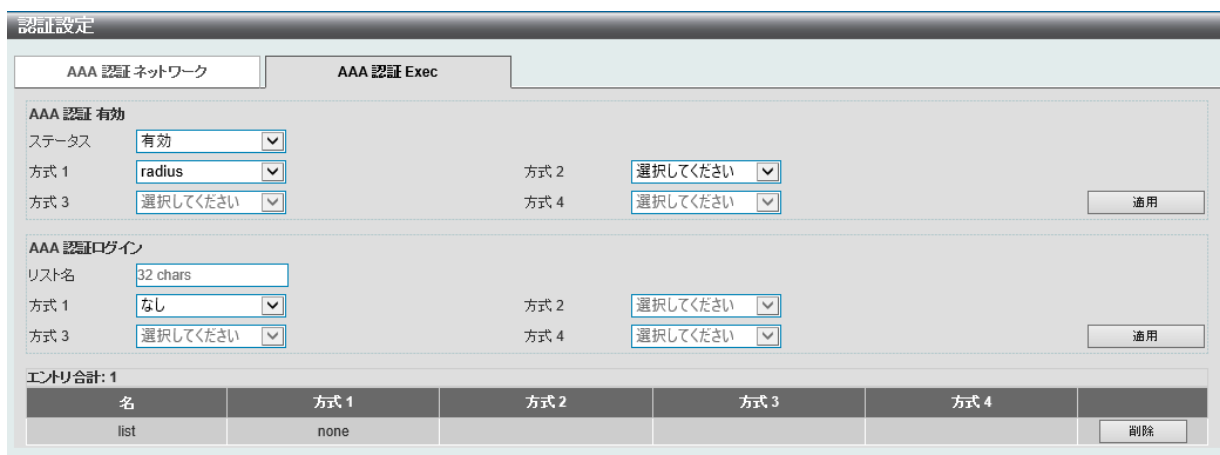 認証設定
AAA 認証 ネットワーク AAA 認証 Exec
AAA 認証 有効
ステータス 有効
方式 1 radius 方式 2 選択してください
方式 3 選択してください 方式 4 選択してください 適用
AAA 認証ログイン
リスト名 32 chars
方式 1 なし 方式 2 選択してください
方式 3 選択してください 方式 4 選択してください 適用
エントリ合計: 1
名 方式 1 方式 2 方式 3 方式 4
list none 削除